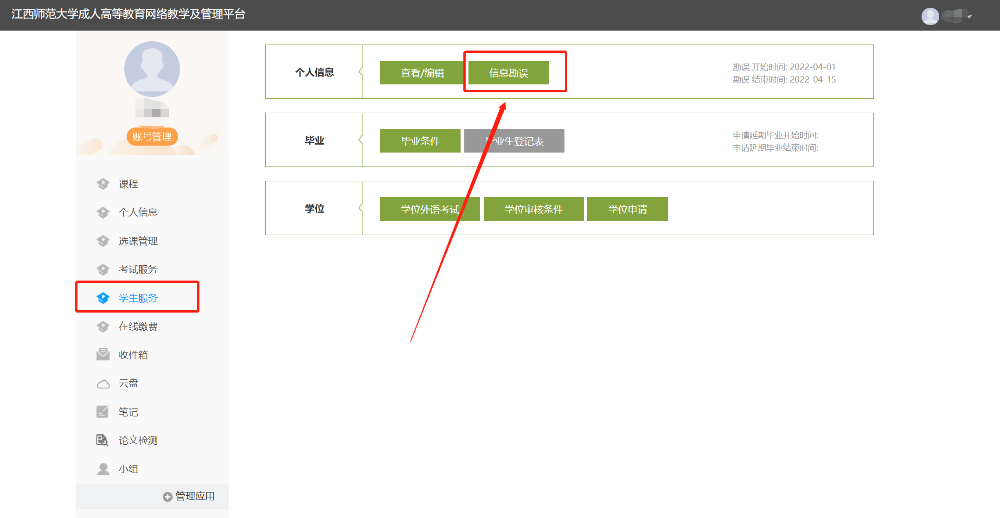 江西师范大学成人高等教育网络教学及管理平台
账号管理
课程
个人信息
选课管理
考试服务
学生服务
在线缴费
收件箱
云盘
笔记
论文检测
小组
管理应用
个人信息
查看/编辑
信息勘误
勘误 开始时间: 2022-04-01
勘误 结束时间: 2022-04-15
毕业
毕业条件
毕业生登记表
申请延期毕业开始时间:
申请延期毕业结束时间:
学位
学位外语考试
学位审核条件
学位申请